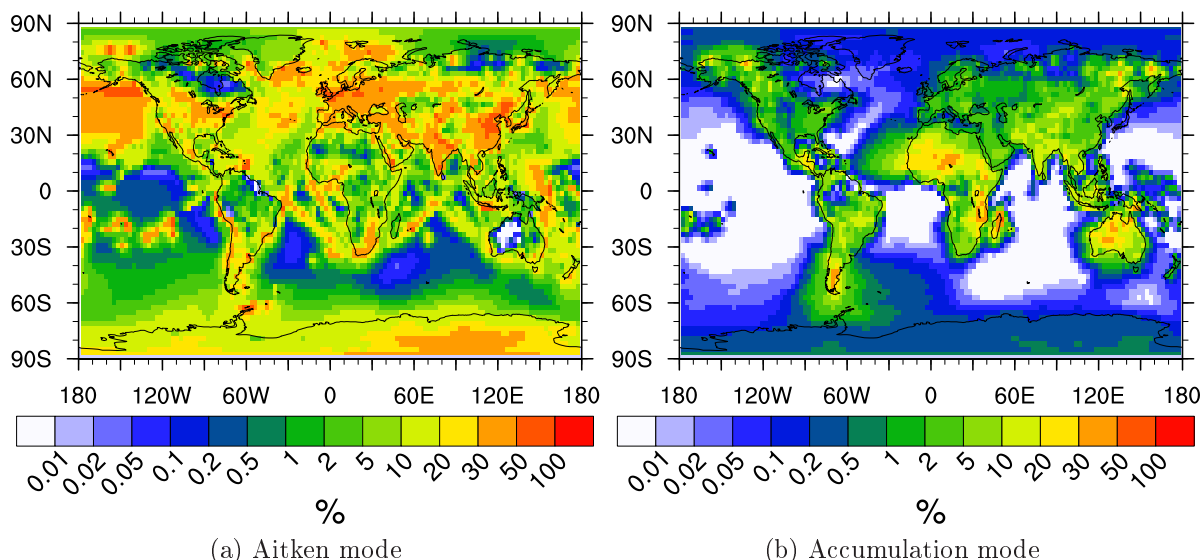 90N
60N
30N
0
30S
60S
90S
180 120W 60W 0 60E 120E 180
0.01 0.02 0.05 0.1 0.2 0.5 1 2 5 10 20 30 50 100
%
(a) Aitken mode
90N
60N
30N
0
30S
60S
90S
180 120W 60W 0 60E 120E 180
0.01 0.02 0.05 0.1 0.2 0.5 1 2 5 10 20 30 50 100
%
(b) Accumulation mode